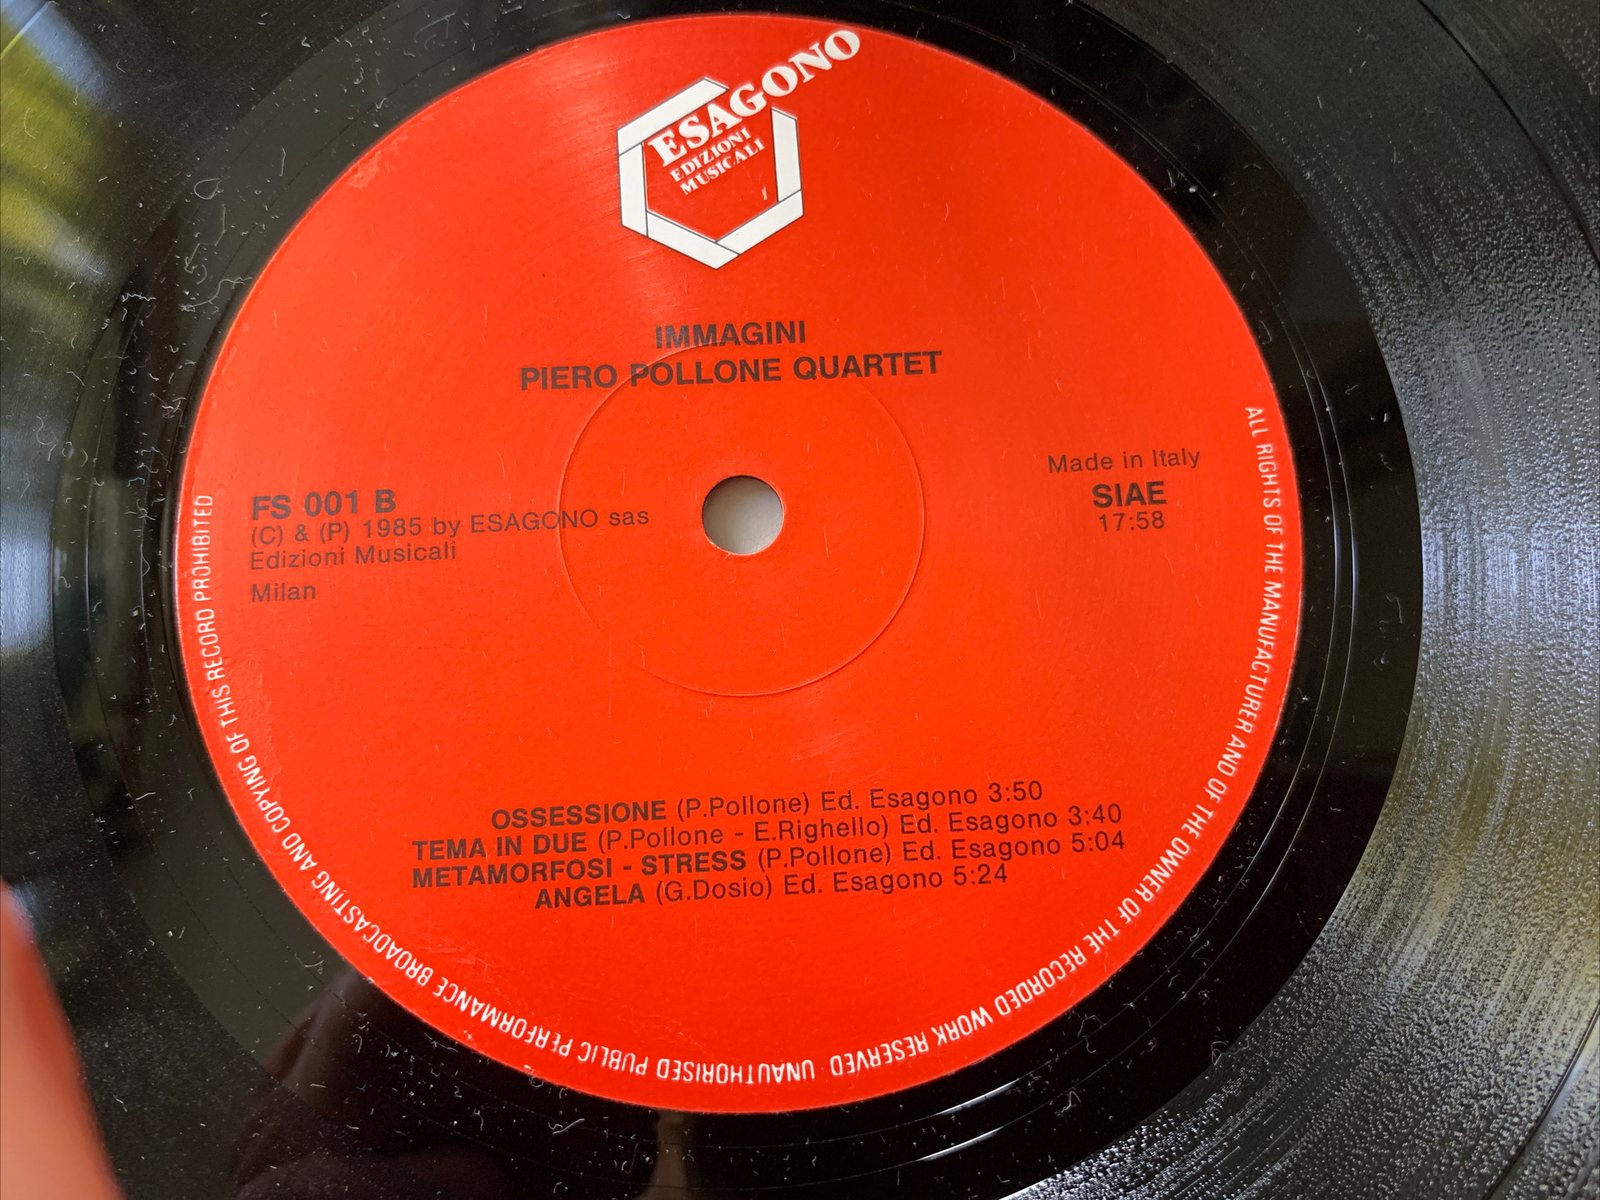 ESAGONO
EDIZIONI
MUSICALI
IMMAGINI
PIERO POLLONE QUARTET
FS 001 B
(C) & (P) 1985 by ESAGONO sas
Edizioni Musicali
Milan
Made in Italy
SIAE
17:58
OSSESSIONE (P.Pollone) Ed. Esagono 3:50
TEMA IN DUE (P.Pollone - E.Righello) Ed. Esagono 3:40
METAMORFOSI - STRESS (P.Pollone) Ed. Esagono 5:04
ANGELA (G.Dosio) Ed. Esagono 5:24
ALL RIGHTS OF THE MANUFACTURER AND OF THE OWNER OF THE RECORDED WORK RESERVED · UNAUTHORISED PUBLIC PERFORMANCE BROADCASTING AND COPYING OF THIS RECORD PROHIBITED